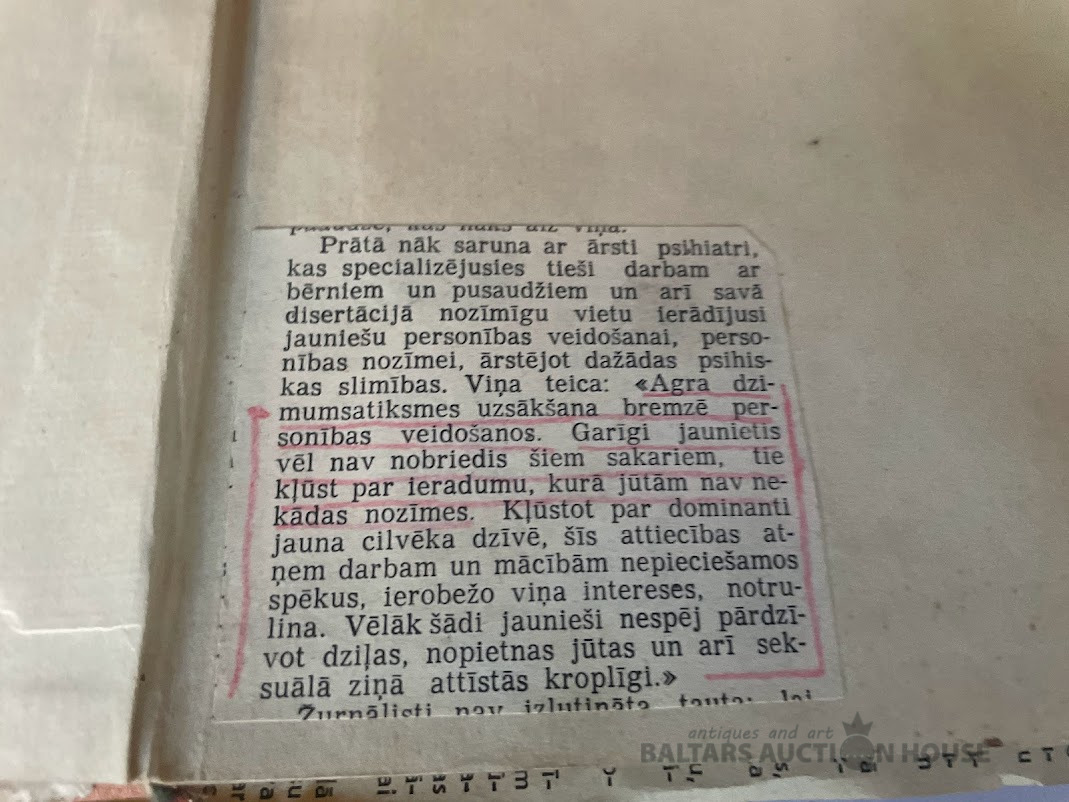 Prātā nāk saruna ar ārsti psihiatri,
kas specializējusies tieši darbam ar
bērniem un pusaudžiem un arī savā
disertācijā nozīmīgu vietu ierādījusi
jauniešu personības veidošanai, perso-
nības nozīmei, ārstējot dažādas psihis-
kas slimības. Viņa teica: «Agra dzi-
mumsatiksmes uzsākšana bremzē per-
sonības veidošanos. Garīgi jaunietis
vēl nav nobriedis šiem sakariem, tie
kļūst par ieradumu, kurā jūtām nav ne-
kādas nozīmes. Kļūstot par dominanti
jauna cilvēka dzīvē, šīs attiecības at-
ņem darbam un mācībām nepieciešamos
spēkus, ierobežo viņa intereses, notru-
lina. Vēlāk šādi jaunieši nespēj pārdzī-
vot dziļas, nopietnas jūtas un arī sek-
suālā ziņā attīstās kroplīgi.»
Žurnālisti nav izlutināta tauta:
antiques and art
BALTARS AUCTION HOUSE